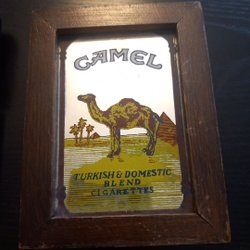 CAMEL
TURKISH & DOMESTIC
BLEND
CIGARETTES